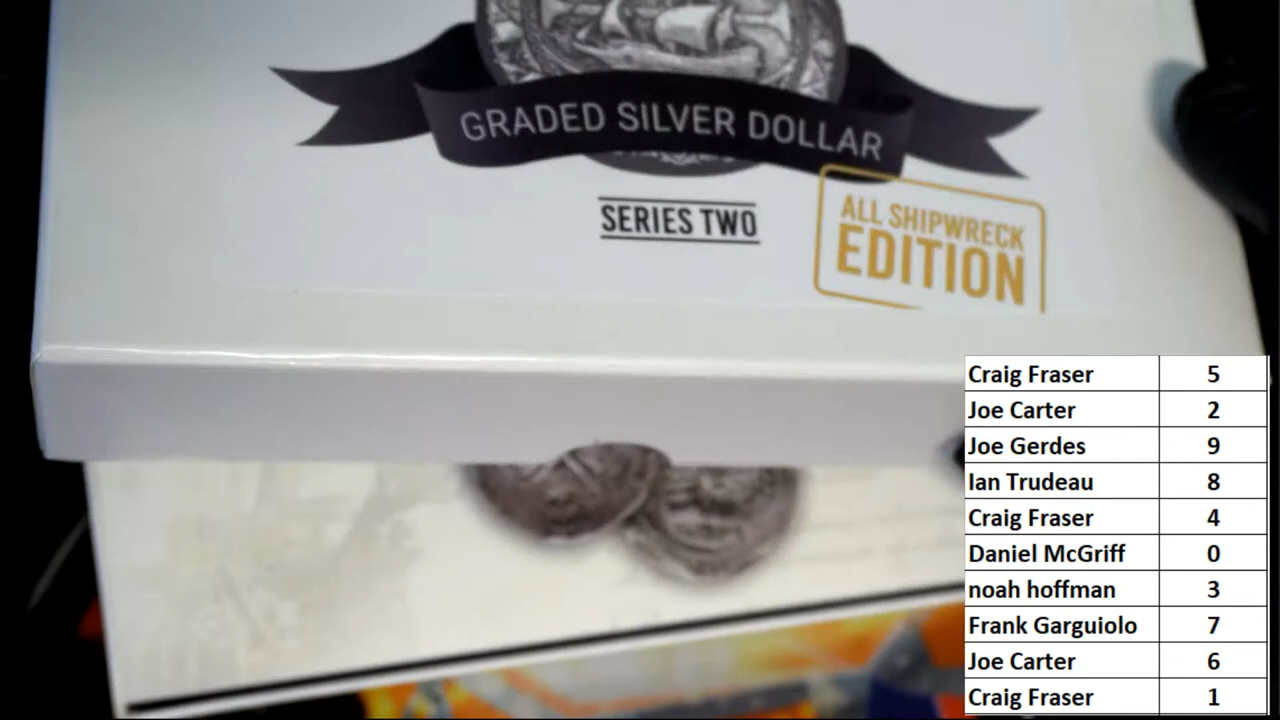 GRADED SILVER DOLLAR
SERIES TWO
ALL SHIPWRECK
EDITION
Craig Fraser 5
Joe Carter 2
Joe Gerdes 9
Ian Trudeau 8
Craig Fraser 4
Daniel McGriff 0
noah hoffman 3
Frank Garguiolo 7
Joe Carter 6
Craig Fraser 1